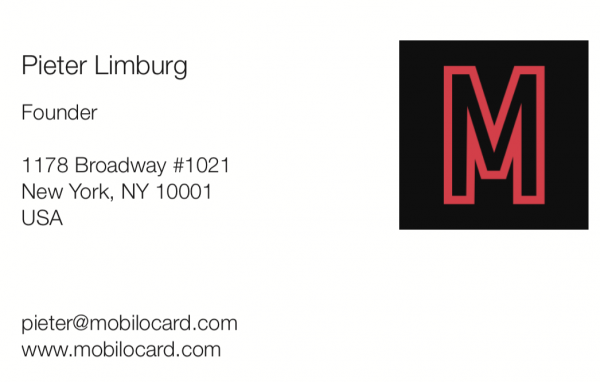 Pieter Limburg
M
Founder
1178 Broadway #1021
New York, NY 10001
USA
pieter@mobilocard.com
www.mobilocard.com